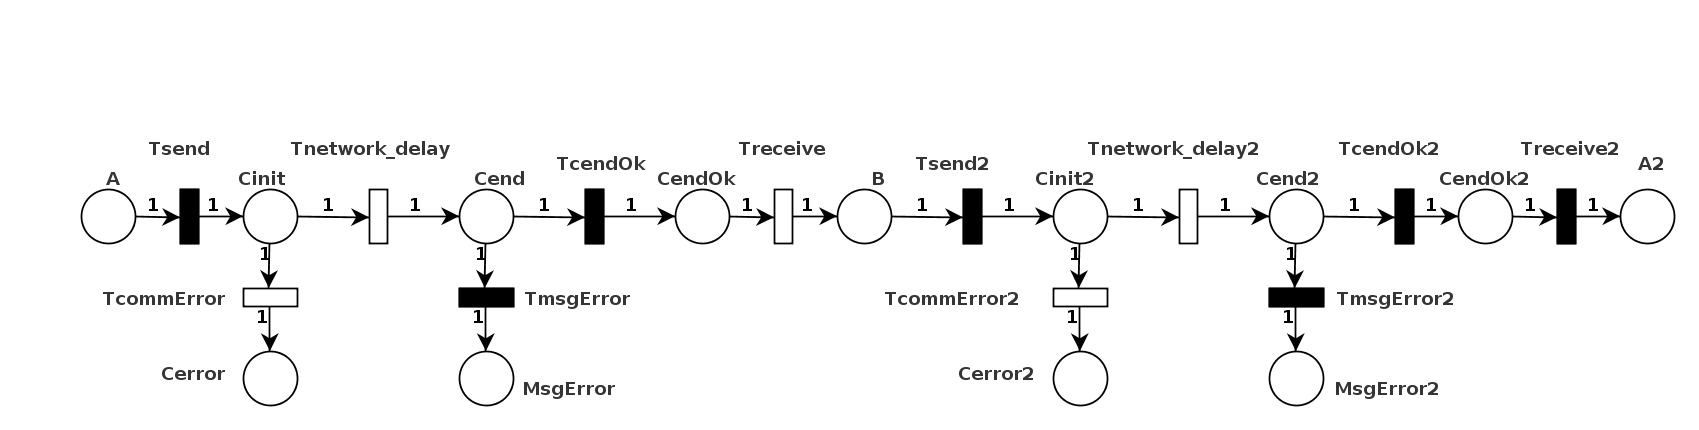 Tsend
Tnetwork_delay
Treceive
Tnetwork_delay2
TcendOk2
Treceive2
TcendOk
Tsend2
A2
A
Cinit
Cend
CendOk
B
Cinit2
Cend2
CendOk2
1 1 1 1 1 1 1 1 1 1 1 1 1 1 1 1
1 1 1 1
TcommError
TmsgError
TcommError2
TmsgError2
1 1 1 1
Cerror
MsgError
Cerror2
MsgError2